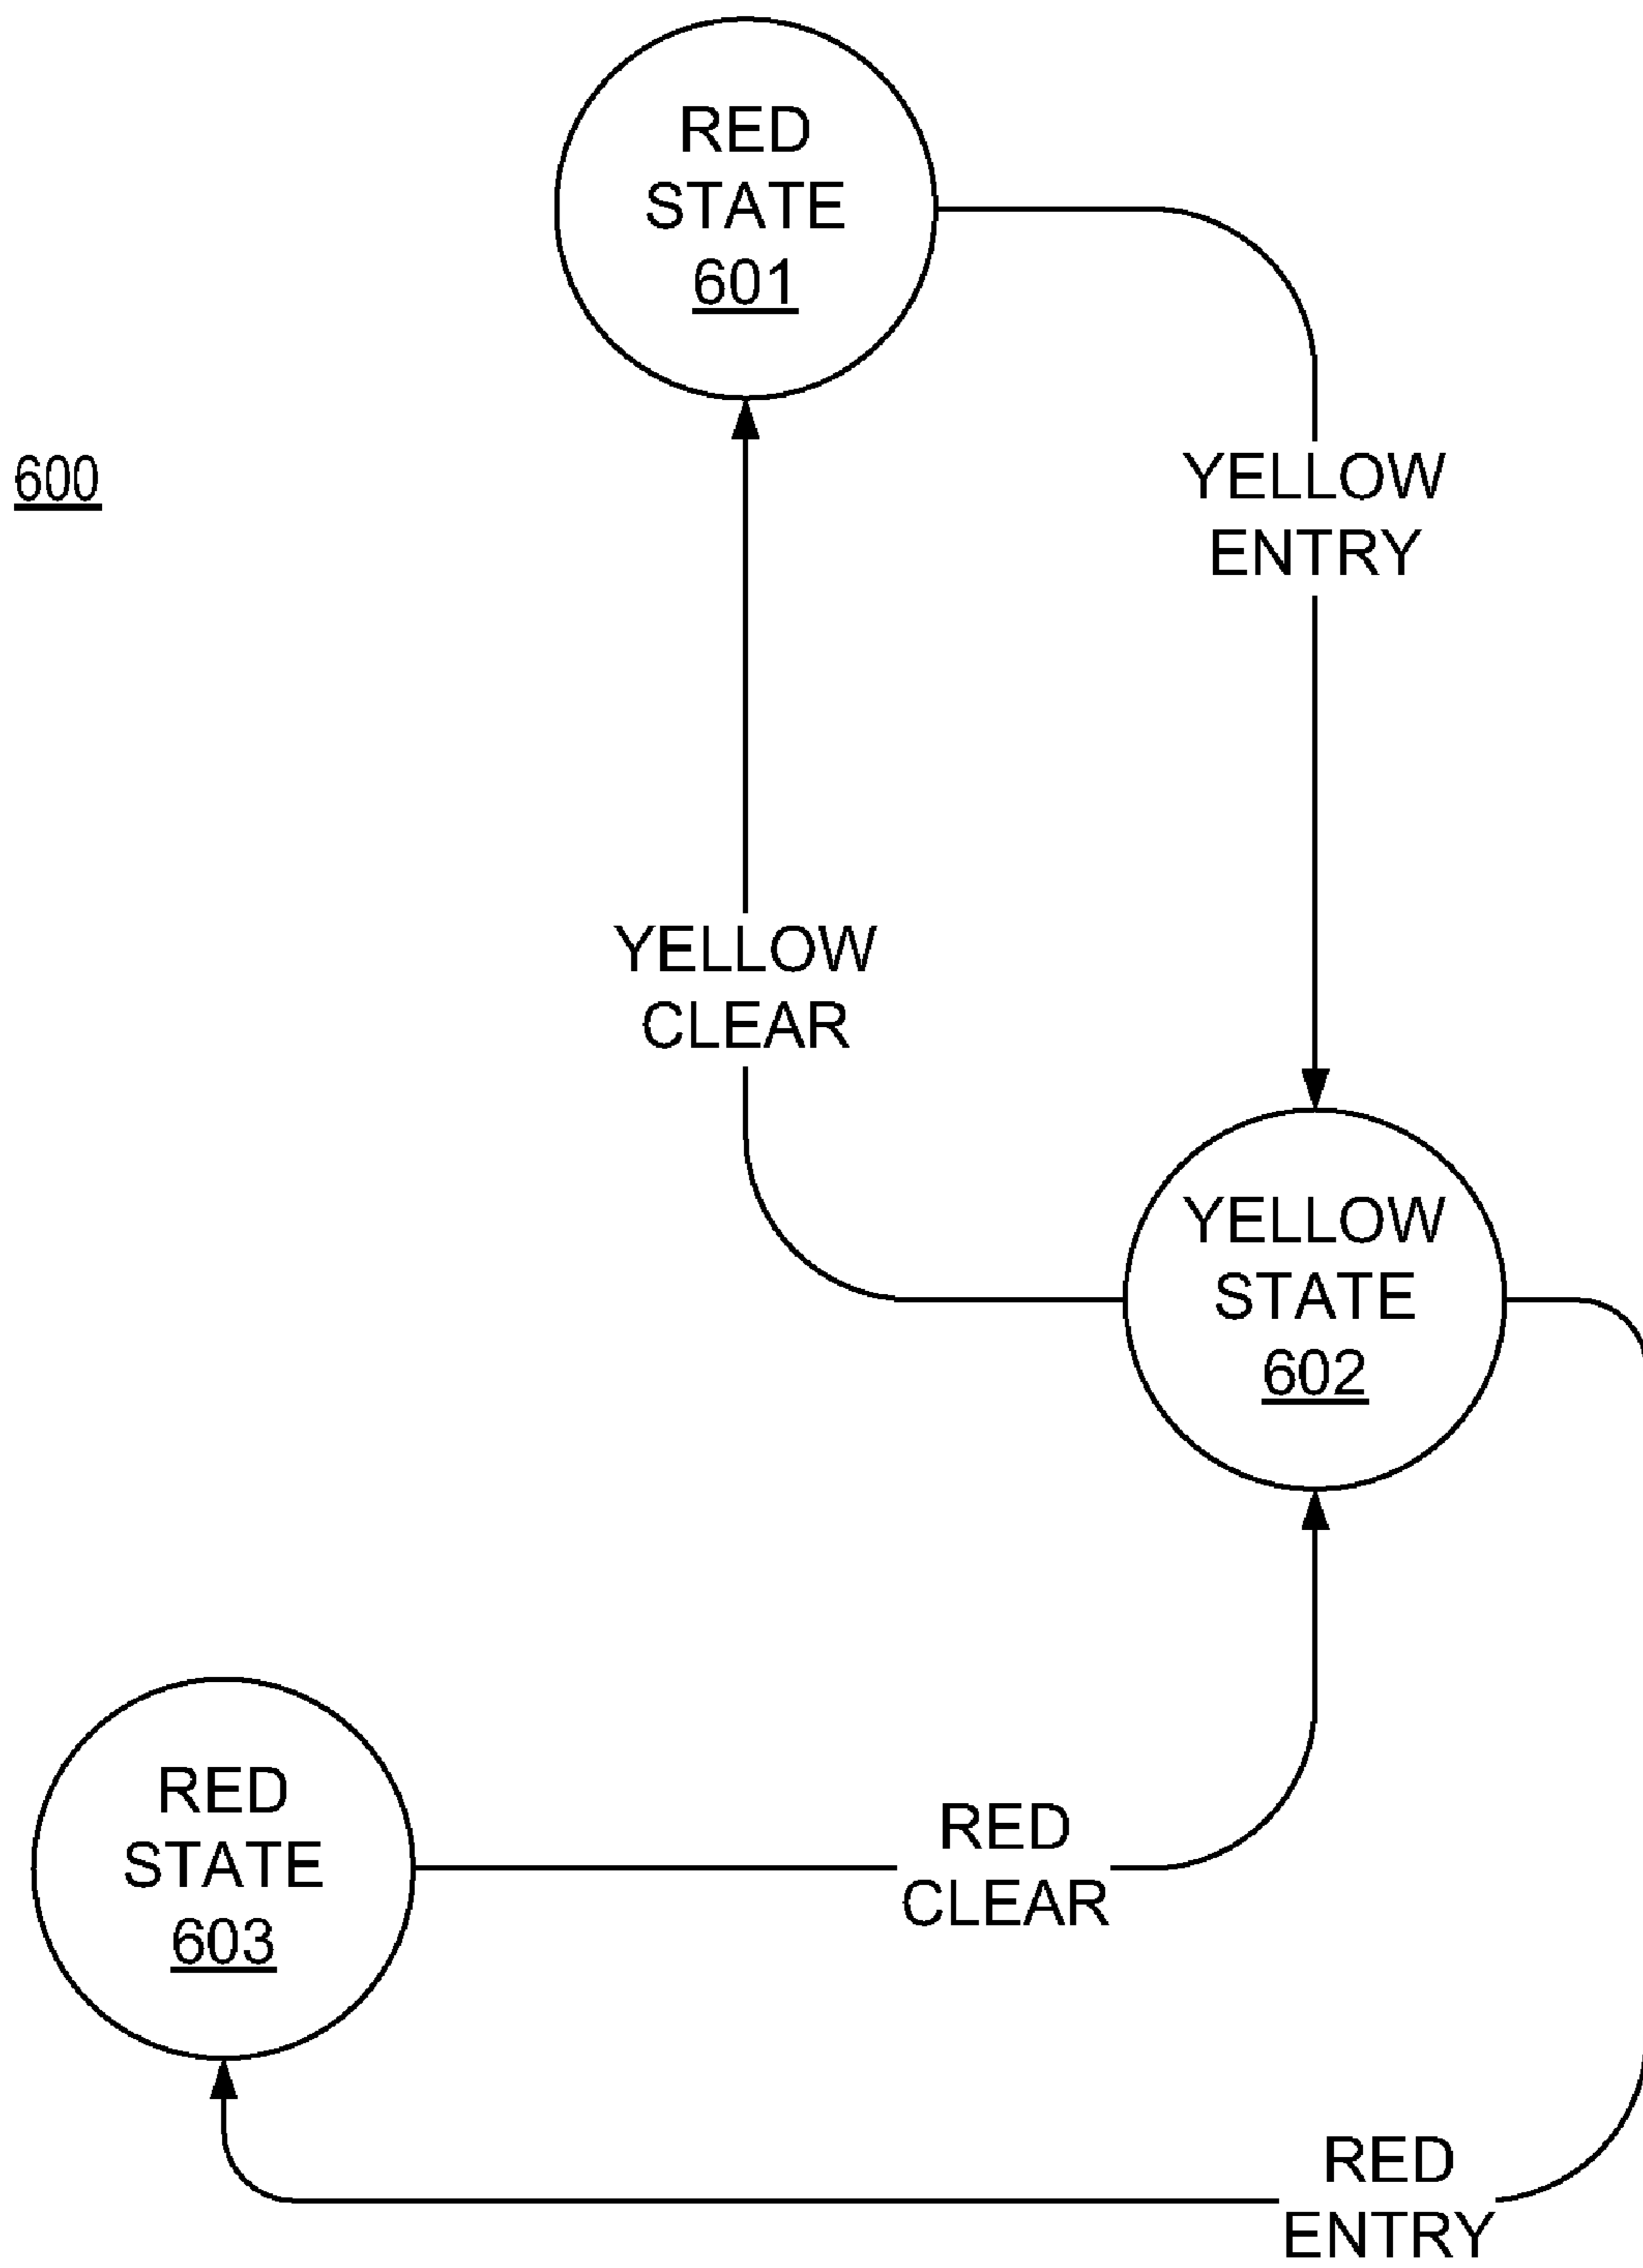 RED
STATE
601
600
YELLOW
ENTRY
YELLOW
CLEAR
YELLOW
STATE
602
RED
STATE
603
RED
CLEAR
RED
ENTRY